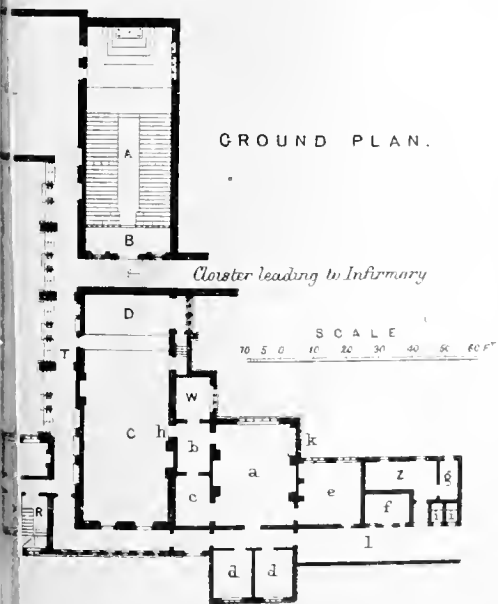 A
GROUND PLAN.
B
Cloister leading to Infirmary
D
SCALE
10 5 0 10 20 30 40 50 60 FT
T
W
C h b k
a
c e z g
f
R i i
l
d d